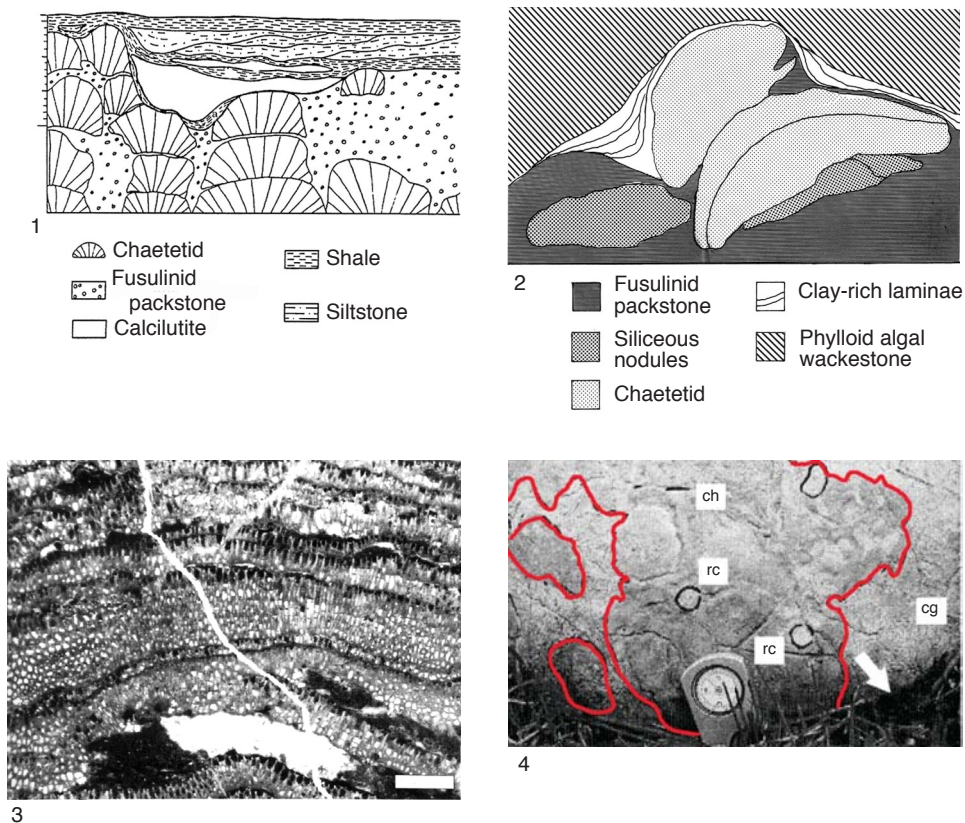 1
Chaetetid
Fusulinid
packstone
Calcilutite
Shale
Siltstone
2
Fusulinid
packstone
Siliceous
nodules
Chaetetid
Clay-rich laminae
Phylloid algal
wackestone
3
ch
rc
rc
cg
4